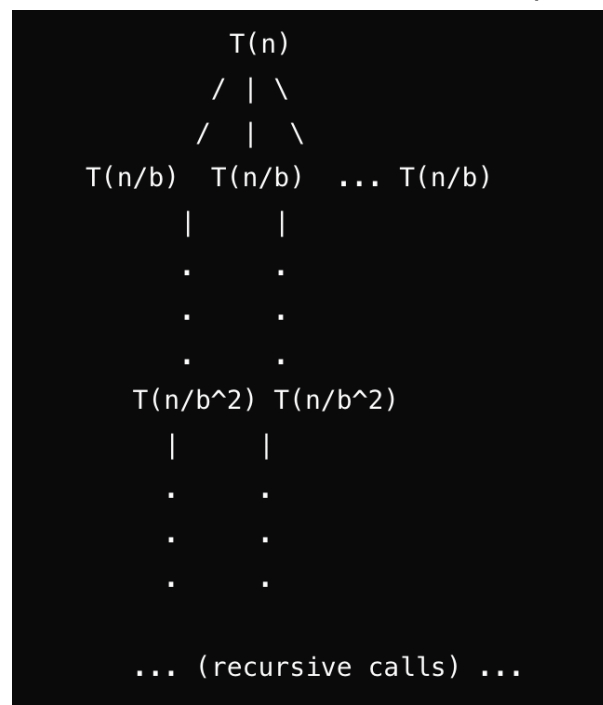 T(n)
/ | \
/ | \
T(n/b) T(n/b) ... T(n/b)
| |
. .
. .
. .
T(n/b^2) T(n/b^2)
| |
. .
. .
. .
... (recursive calls) ...